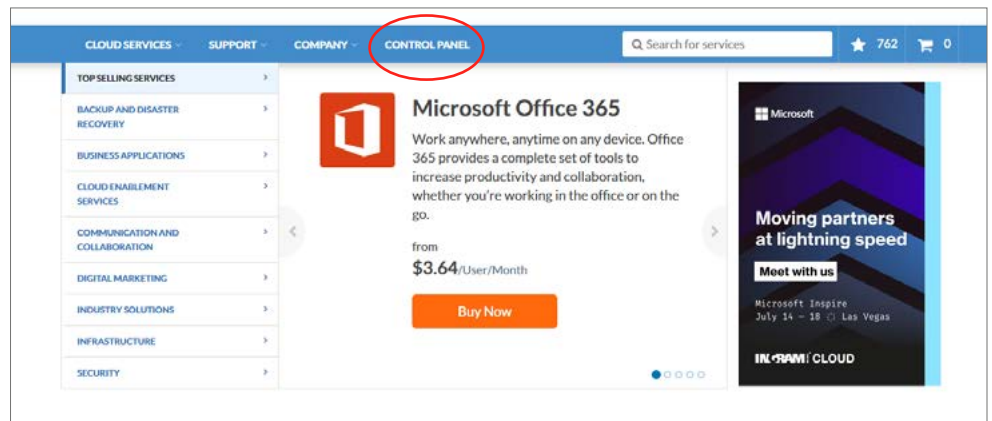 CLOUD SERVICES
SUPPORT
COMPANY
CONTROL PANEL
Search for services
762
0
TOP SELLING SERVICES
BACKUP AND DISASTER
RECOVERY
BUSINESS APPLICATIONS
CLOUD ENABLEMENT
SERVICES
COMMUNICATION AND
COLLABORATION
DIGITAL MARKETING
INDUSTRY SOLUTIONS
INFRASTRUCTURE
SECURITY
Microsoft Office 365
Work anywhere, anytime on any device. Office
365 provides a complete set of tools to
increase productivity and collaboration,
whether you're working in the office or on the
go.
from
$3.64/User/Month
Buy Now
Microsoft
Moving partners
at lightning speed
Meet with us
Microsoft Inspire
July 14 – 18 Las Vegas
INGRAM CLOUD